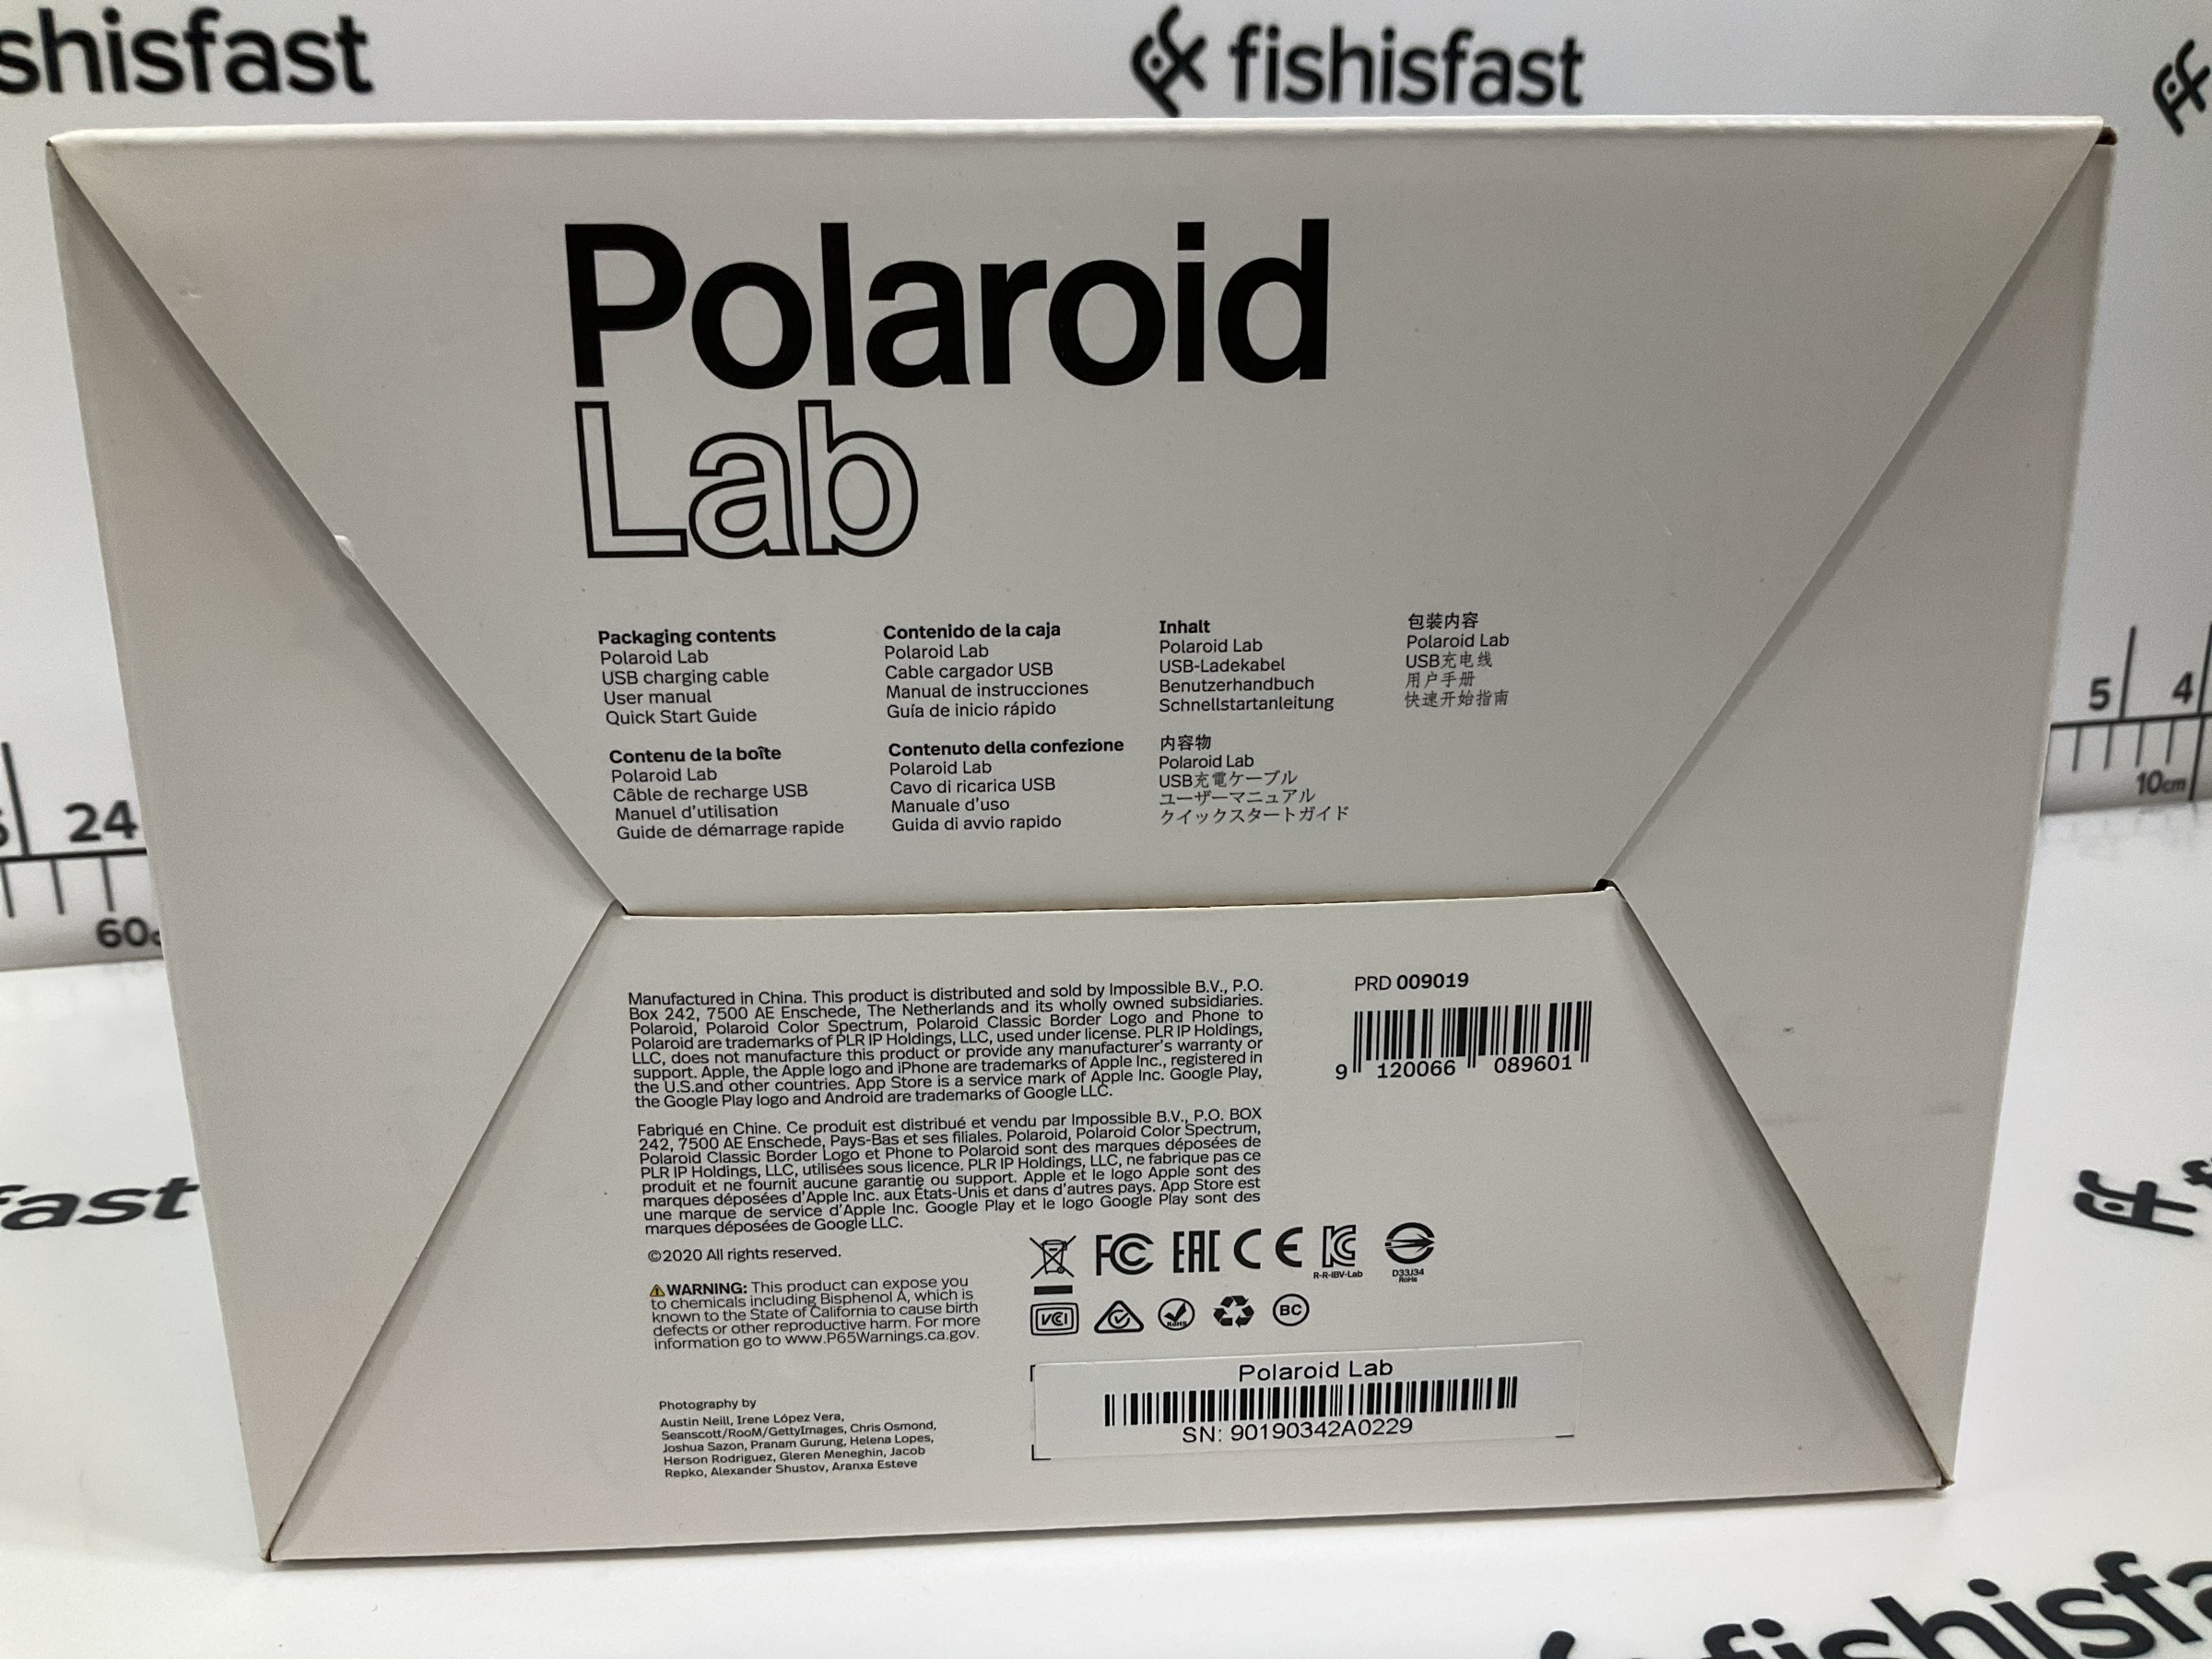 shisfast
fishisfast
Polaroid
Lab
Packaging contents
Polaroid Lab
USB charging cable
User manual
Quick Start Guide
Contenido de la caja
Polaroid Lab
Cable cargador USB
Manual de instrucciones
Guía de inicio rápido
Inhalt
Polaroid Lab
USB-Ladekabel
Benutzerhandbuch
Schnellstartanleitung
包装内容
Polaroid Lab
USB充电线
用户手册
快速开始指南
Contenu de la boîte
Polaroid Lab
Câble de recharge USB
Manuel d'utilisation
Guide de démarrage rapide
Contenuto della confezione
Polaroid Lab
Cavo di ricarica USB
Manuale d'uso
Guida di avvio rapido
内容物
Polaroid Lab
USB充電ケーブル
ユーザーマニュアル
クイックスタートガイド
5 4
10cm
24
60c
Manufactured in China. This product is distributed and sold by Impossible B.V., P.O.
Box 242, 7500 AE Enschede, The Netherlands and its wholly owned subsidiaries.
Polaroid, Polaroid Color Spectrum, Polaroid Classic Border Logo and Phone to
Polaroid are trademarks of PLR IP Holdings, LLC, used under license. PLR IP Holdings,
LLC, does not manufacture this product or provide any manufacturer's warranty or
support. Apple, the Apple logo and iPhone are trademarks of Apple Inc., registered in
the U.S.and other countries. App Store is a service mark of Apple Inc. Google Play,
the Google Play logo and Android are trademarks of Google LLC.
Fabriqué en Chine. Ce produit est distribué et vendu par Impossible B.V., P.O. BOX
242, 7500 AE Enschede, Pays-Bas et ses filiales. Polaroid, Polaroid Color Spectrum,
Polaroid Classic Border Logo et Phone to Polaroid sont des marques déposées de
PLR IP Holdings, LLC, utilisées sous licence. PLR IP Holdings, LLC, ne fabrique pas ce
produit et ne fournit aucune garantie ou support. Apple et le logo Apple sont des
marques déposées d'Apple Inc. aux États-Unis et dans d'autres pays. App Store est
une marque de service d'Apple Inc. Google Play et le logo Google Play sont des
marques déposées de Google LLC.
©2020 All rights reserved.
WARNING: This product can expose you
to chemicals including Bisphenol A, which is
known to the State of California to cause birth
defects or other reproductive harm. For more
information go to www.P65Warnings.ca.gov.
Photography by
Austin Neill, Irene López Vera,
Seanscott/RooM/GettyImages, Chris Osmond,
Joshua Sazon, Pranam Gurung, Helena Lopes,
Herson Rodriguez, Gleren Meneghin, Jacob
Repko, Alexander Shustov, Aranxa Esteve
PRD 009019
9 120066 089601
FC EAC CE KC
R-R-IBV-Lab
D33J34
RoHS
VCI RoHS BC
Polaroid Lab
SN: 90190342A0229
fast
fishisfa